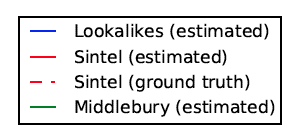 Lookalikes (estimated)
Sintel (estimated)
Sintel (ground truth)
Middlebury (estimated)